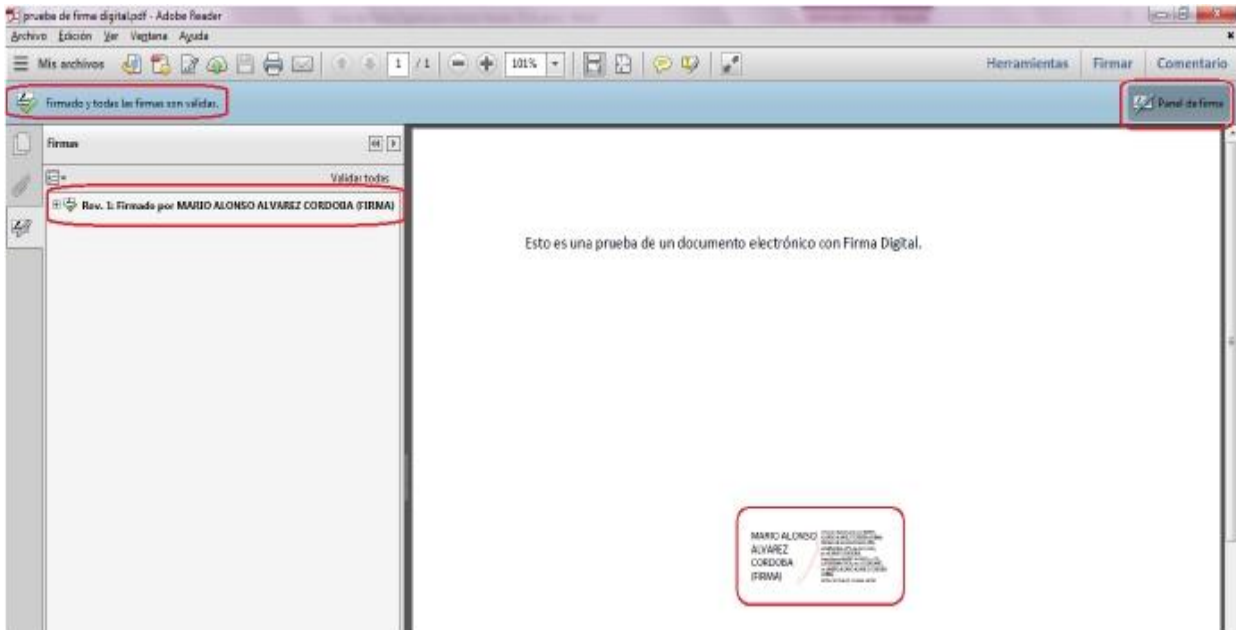 prueba de firma digital.pdf - Adobe Reader
Archivo Edición Ver Ventana Ayuda
Mis archivos 1 / 1 101% Herramientas Firmar Comentario
Firmado y todas las firmas son válidas. Panel de firma
Firmas
Validar todas
Rev. 1: Firmado por MARIO ALONSO ALVAREZ CORDOBA (FIRMA)
Esto es una prueba de un documento electrónico con Firma Digital.
MARIO ALONSO
ALVAREZ
CORDOBA
(FIRMA)